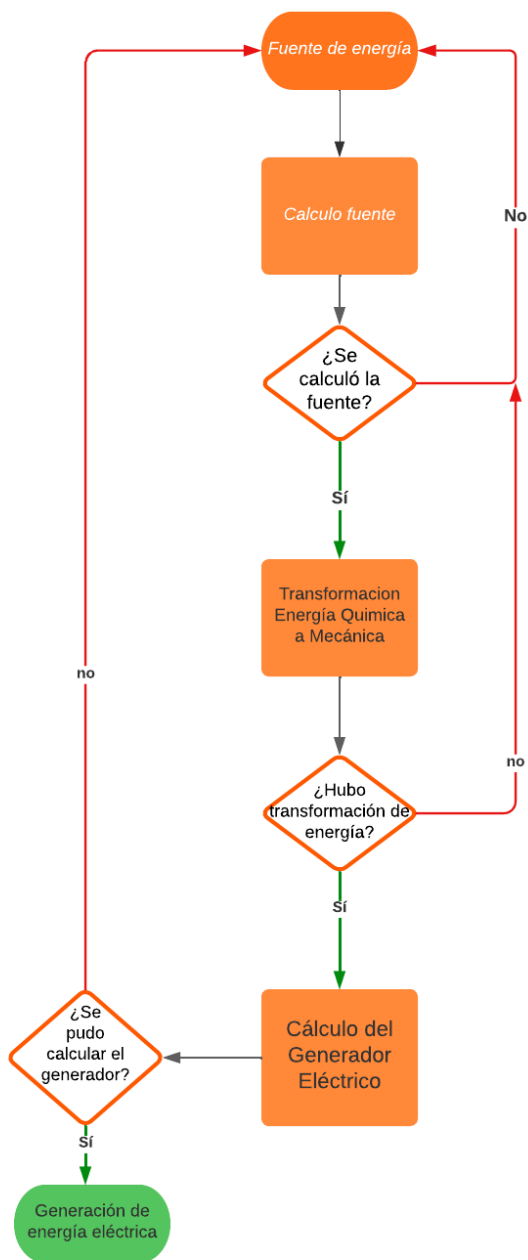 Fuente de energía
Calculo fuente
No
¿Se
calculó la
fuente?
Sí
Transformacion
Energía Quimica
a Mecánica
no
no
¿Hubo
transformación de
energía?
Sí
¿Se
pudo
calcular el
generador?
Cálculo del
Generador
Eléctrico
Sí
Generación de
energía eléctrica